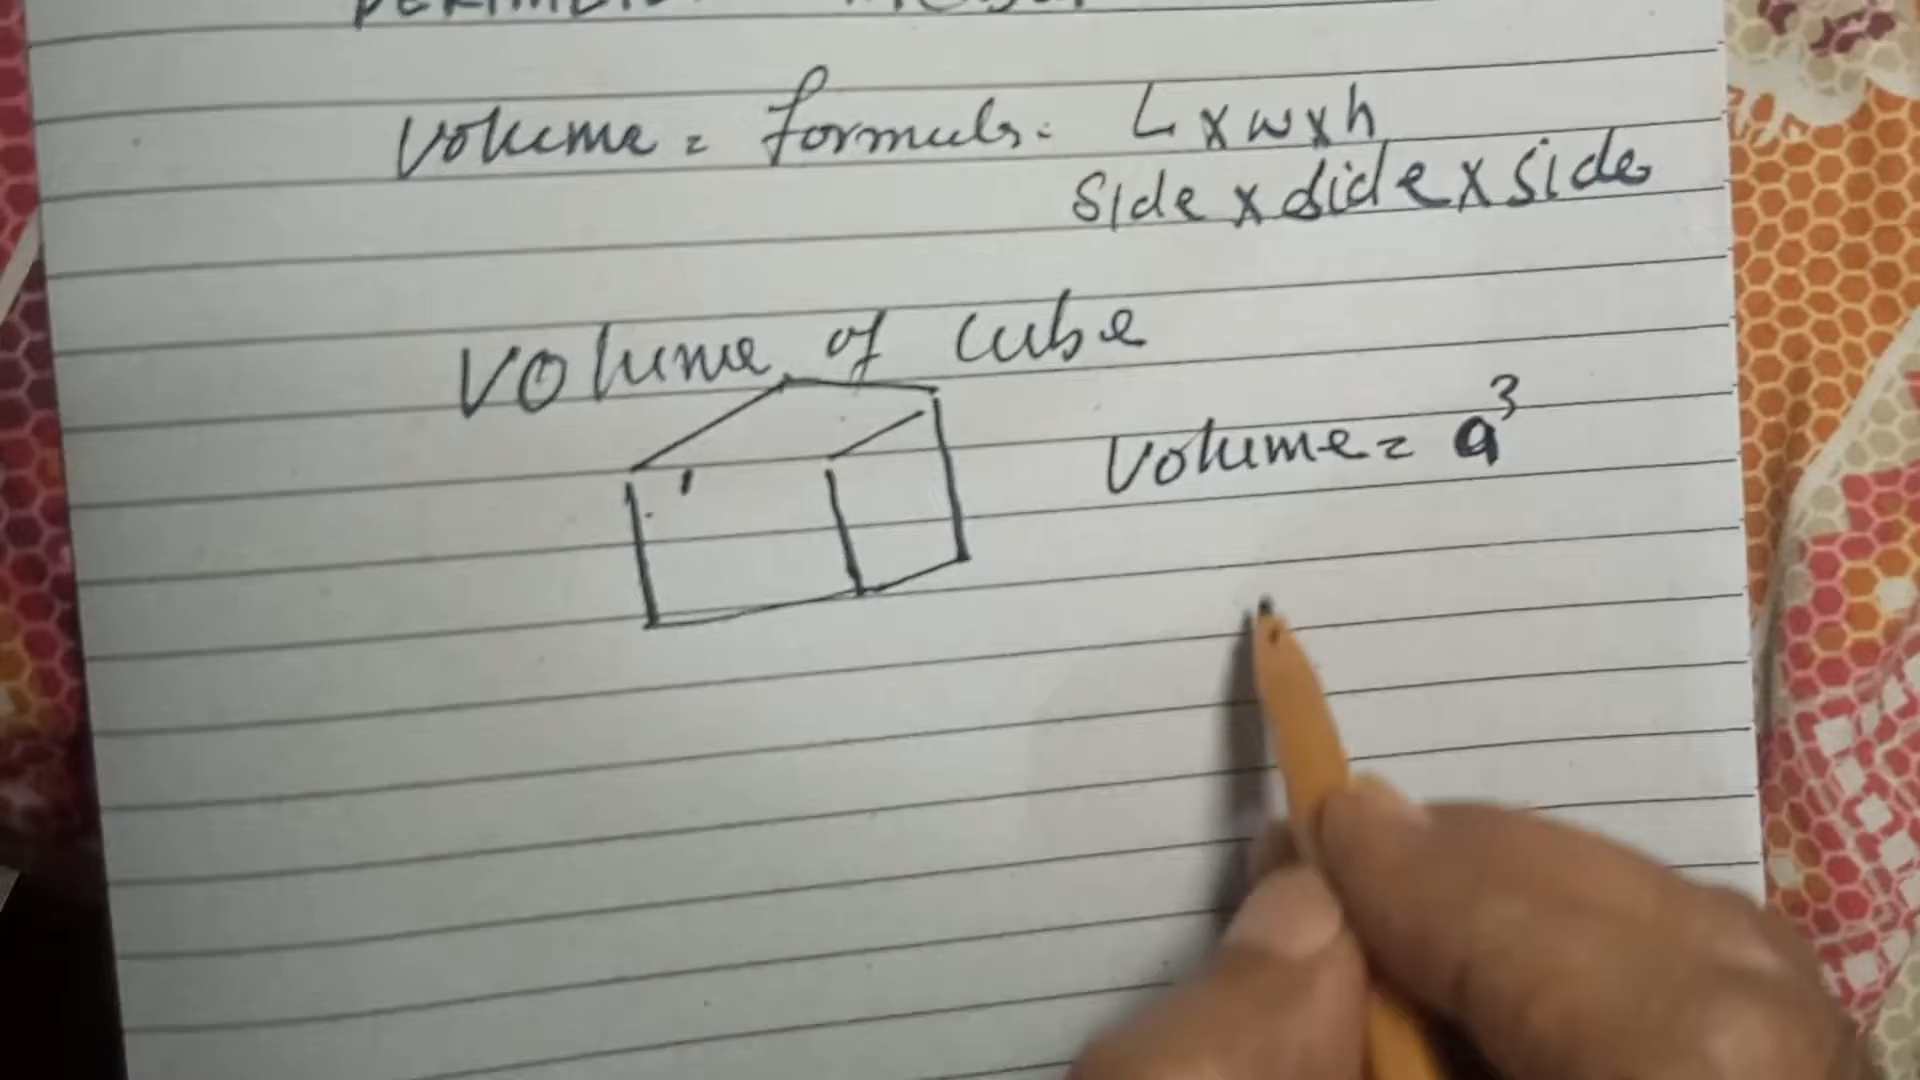 Volume = formula. L x w x h
Side x side x side
Volume of cube
Volume = a³